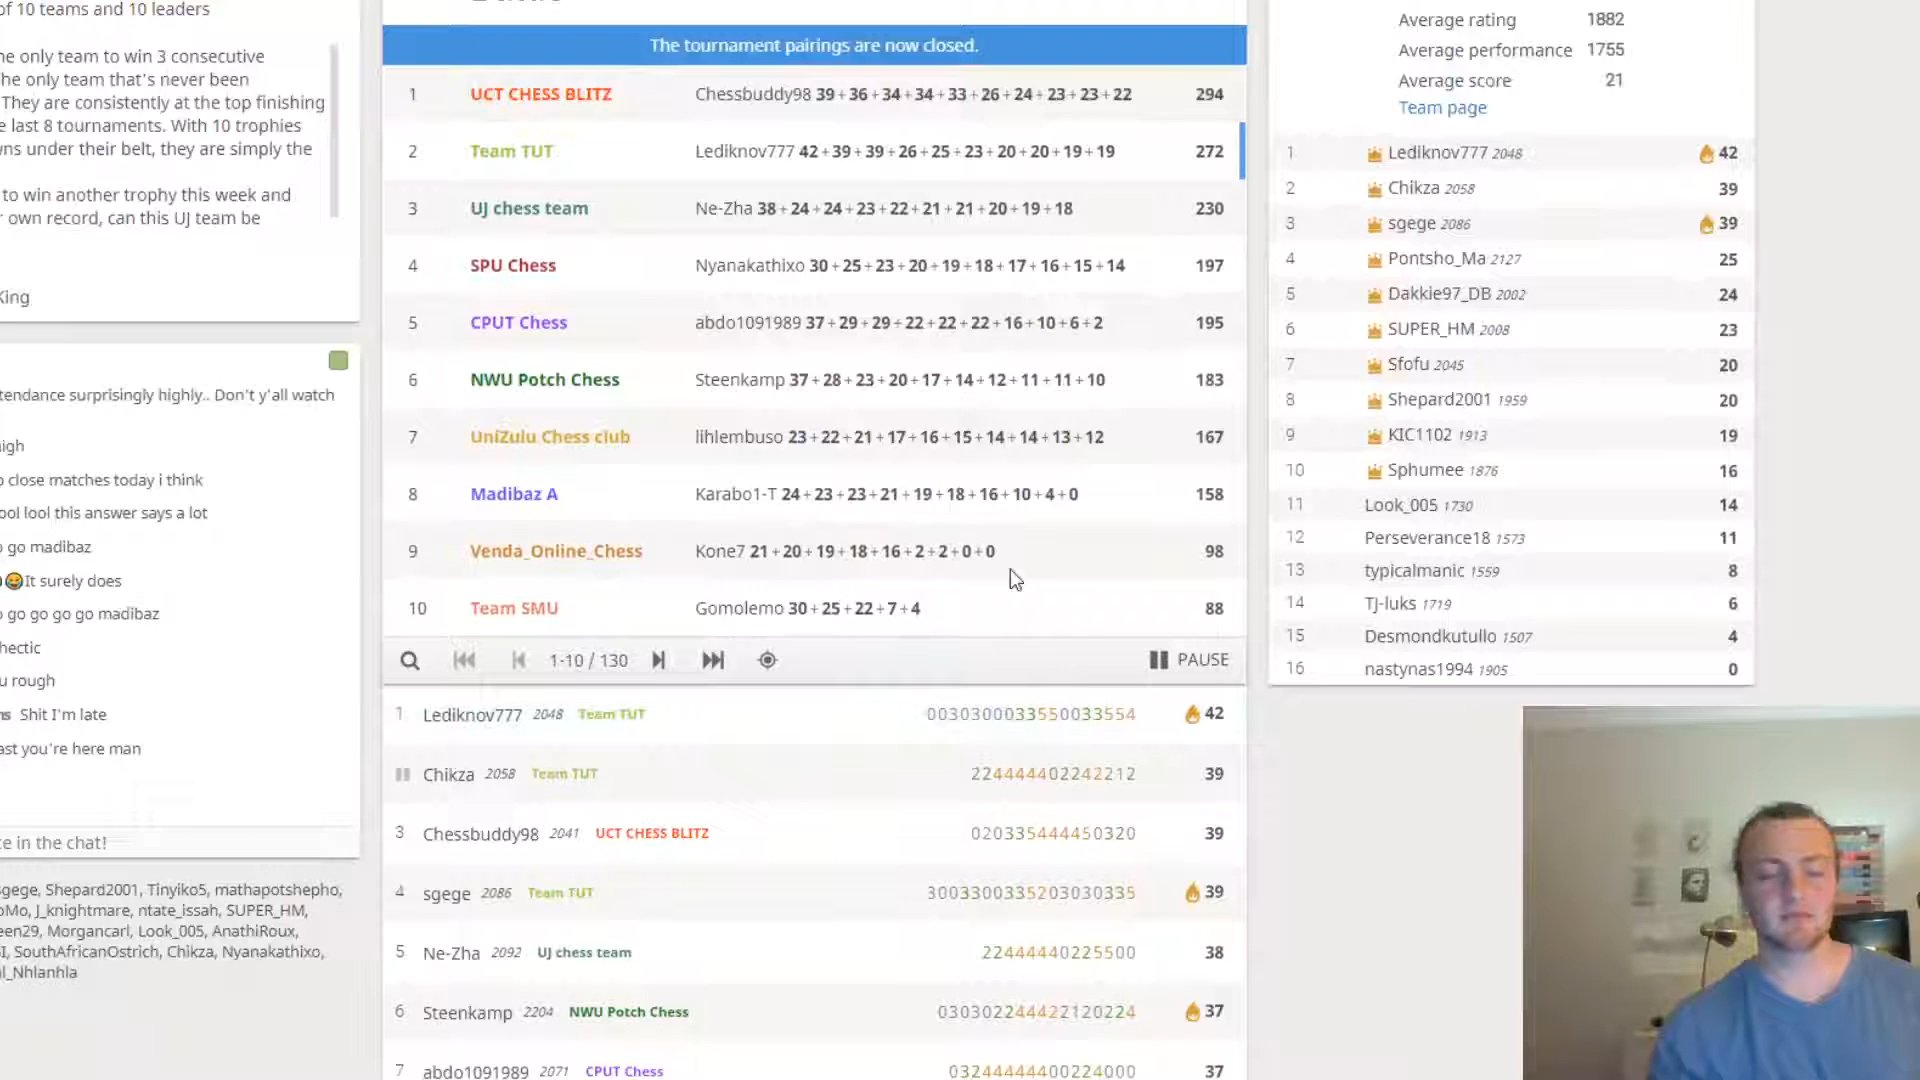 of 10 teams and 10 leaders
he only team to win 3 consecutive
he only team that's never been
They are consistently at the top finishing
e last 8 tournaments. With 10 trophies
ns under their belt, they are simply the
to win another trophy this week and
r own record, can this UJ team be
King
tendance surprisingly highly.. Don't y'all watch
aigh
o close matches today i think
ool lool this answer says a lot
o go madibaz
😂It surely does
o go go go go madibaz
hectic
u rough
ns Shit I'm late
ast you're here man
ce in the chat!
sgege, Shepard2001, Tinyiko5, mathapotshepho,
oMo, J_knightmare, ntate_issah, SUPER_HM,
een29, Morgancarl, Look_005, AnathiRoux,
I, SouthAfricanOstrich, Chikza, Nyanakathixo,
al_Nhlanhla
The tournament pairings are now closed.
1 UCT CHESS BLITZ Chessbuddy98 39+36+34+34+33+26+24+23+23+22 294
2 Team TUT Lediknov777 42+39+39+26+25+23+20+20+19+19 272
3 UJ chess team Ne-Zha 38+24+24+23+22+21+21+20+19+18 230
4 SPU Chess Nyanakathixo 30+25+23+20+19+18+17+16+15+14 197
5 CPUT Chess abdo1091989 37+29+29+22+22+22+16+10+6+2 195
6 NWU Potch Chess Steenkamp 37+28+23+20+17+14+12+11+11+10 183
7 UniZulu Chess club lihlembuso 23+22+21+17+16+15+14+14+13+12 167
8 Madibaz A Karabo1-T 24+23+23+21+19+18+16+10+4+0 158
9 Venda_Online_Chess Kone7 21+20+19+18+16+2+2+0+0 98
10 Team SMU Gomolemo 30+25+22+7+4 88
1-10 / 130 PAUSE
1 Lediknov777 2048 Team TUT 0030300033550033554 42
Chikza 2058 Team TUT 224444402242212 39
3 Chessbuddy98 2041 UCT CHESS BLITZ 020335444450320 39
4 sgege 2086 Team TUT 3003300335203030335 39
5 Ne-Zha 2092 UJ chess team 22444440225500 38
6 Steenkamp 2204 NWU Potch Chess 030302244422120224 37
7 abdo1091989 2071 CPUT Chess 03244444400224000 37
Average rating 1882
Average performance 1755
Average score 21
Team page
1 Lediknov777 2048 42
2 Chikza 2058 39
3 sgege 2086 39
4 Pontsho_Ma 2127 25
5 Dakkie97_DB 2002 24
6 SUPER_HM 2008 23
7 Sfofu 2045 20
8 Shepard2001 1959 20
9 KIC1102 1913 19
10 Sphumee 1876 16
11 Look_005 1730 14
12 Perseverance18 1573 11
13 typicalmanic 1559 8
14 TJ-luks 1719 6
15 Desmondkutullo 1507 4
16 nastynas1994 1905 0